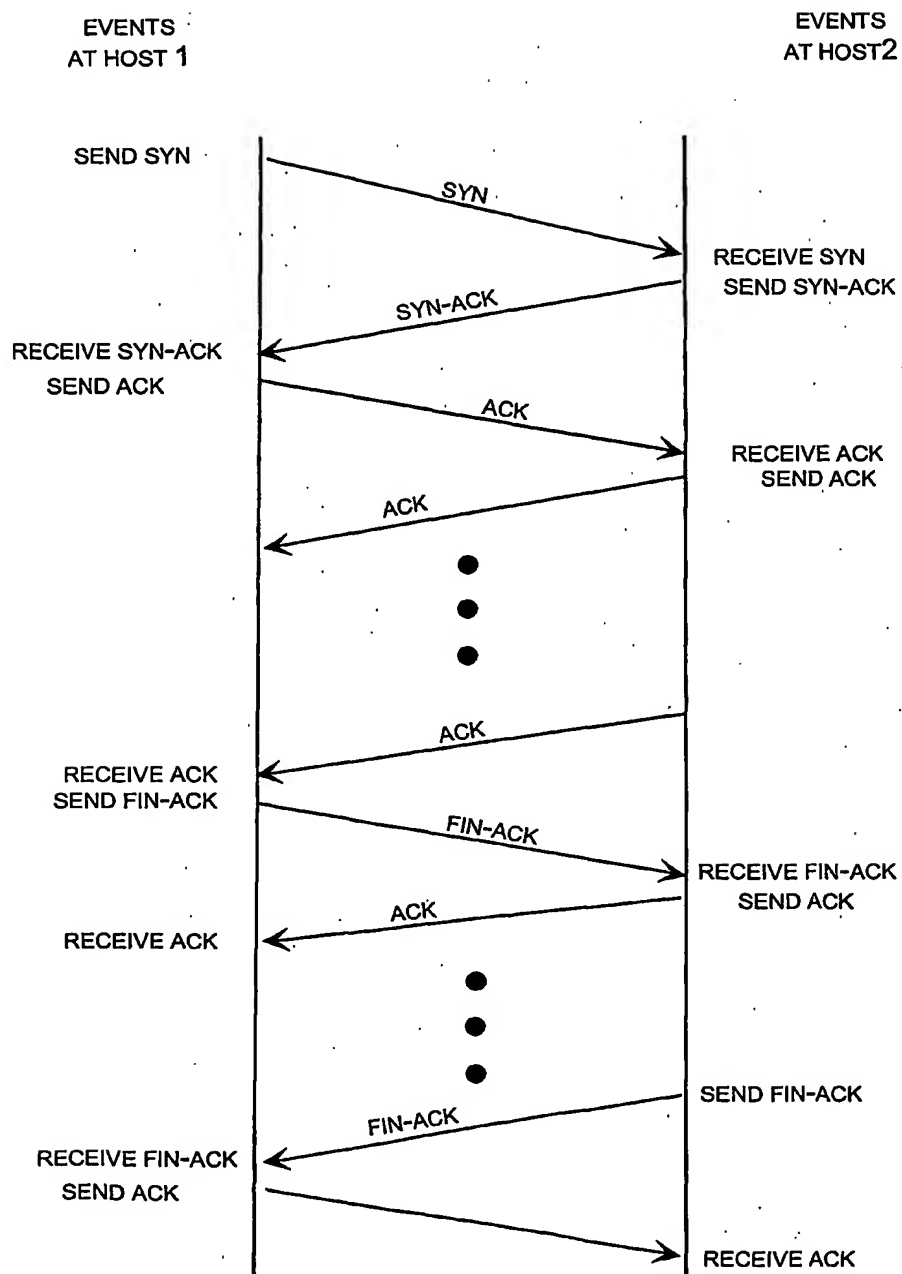 EVENTS
AT HOST 1
EVENTS
AT HOST2
SEND SYN
SYN
RECEIVE SYN
SEND SYN-ACK
SYN-ACK
RECEIVE SYN-ACK
SEND ACK
ACK
RECEIVE ACK
SEND ACK
ACK
ACK
RECEIVE ACK
SEND FIN-ACK
FIN-ACK
RECEIVE FIN-ACK
SEND ACK
ACK
RECEIVE ACK
SEND FIN-ACK
FIN-ACK
RECEIVE FIN-ACK
SEND ACK
RECEIVE ACK